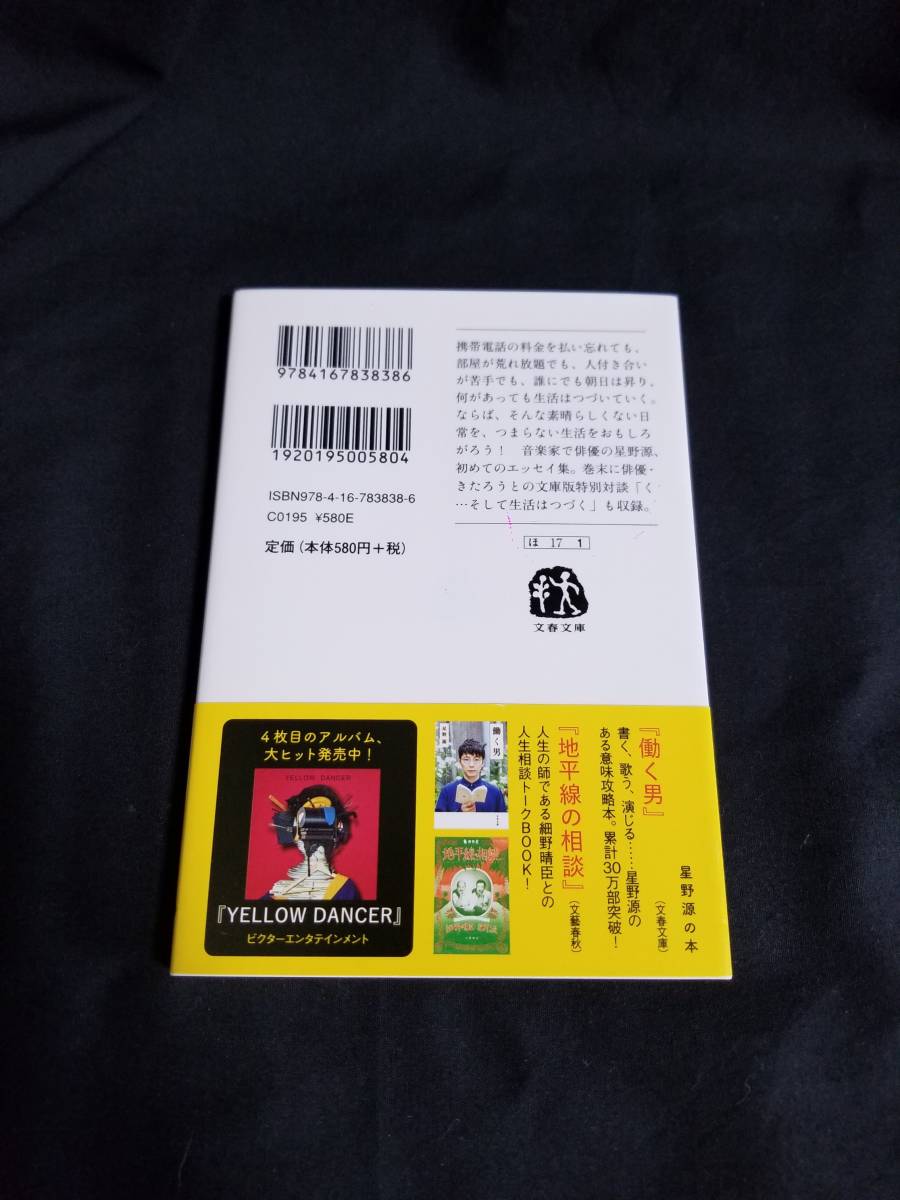 9784167838386
1920195005804
ISBN978-4-16-783838-6
C0195 ¥580E
定価（本体580円＋税）
携帯電話の料金を払い忘れても、
部屋が荒れ放題でも、人付き合い
が苦手でも、誰にでも朝日は昇り、
何があっても生活はつづいていく。
ならば、そんな素晴らしくない日
常を、つまらない生活をおもしろ
がろう！　音楽家で俳優の星野源、
初めてのエッセイ集。巻末に俳優・
きたろうとの文庫版特別対談「く
…そして生活はつづく」も収録。
ほ 17 1
文春文庫
星野源の本
『働く男』
（文春文庫）
書く、歌う、演じる……星野源の
ある意味攻略本。累計30万部突破！
『地平線の相談』
（文藝春秋）
人生の師である細野晴臣との
人生相談トークBOOK！
働く男
星野源
地平線の相談
4枚目のアルバム、
大ヒット発売中！
YELLOW DANCER
『YELLOW DANCER』
ビクターエンタテインメント